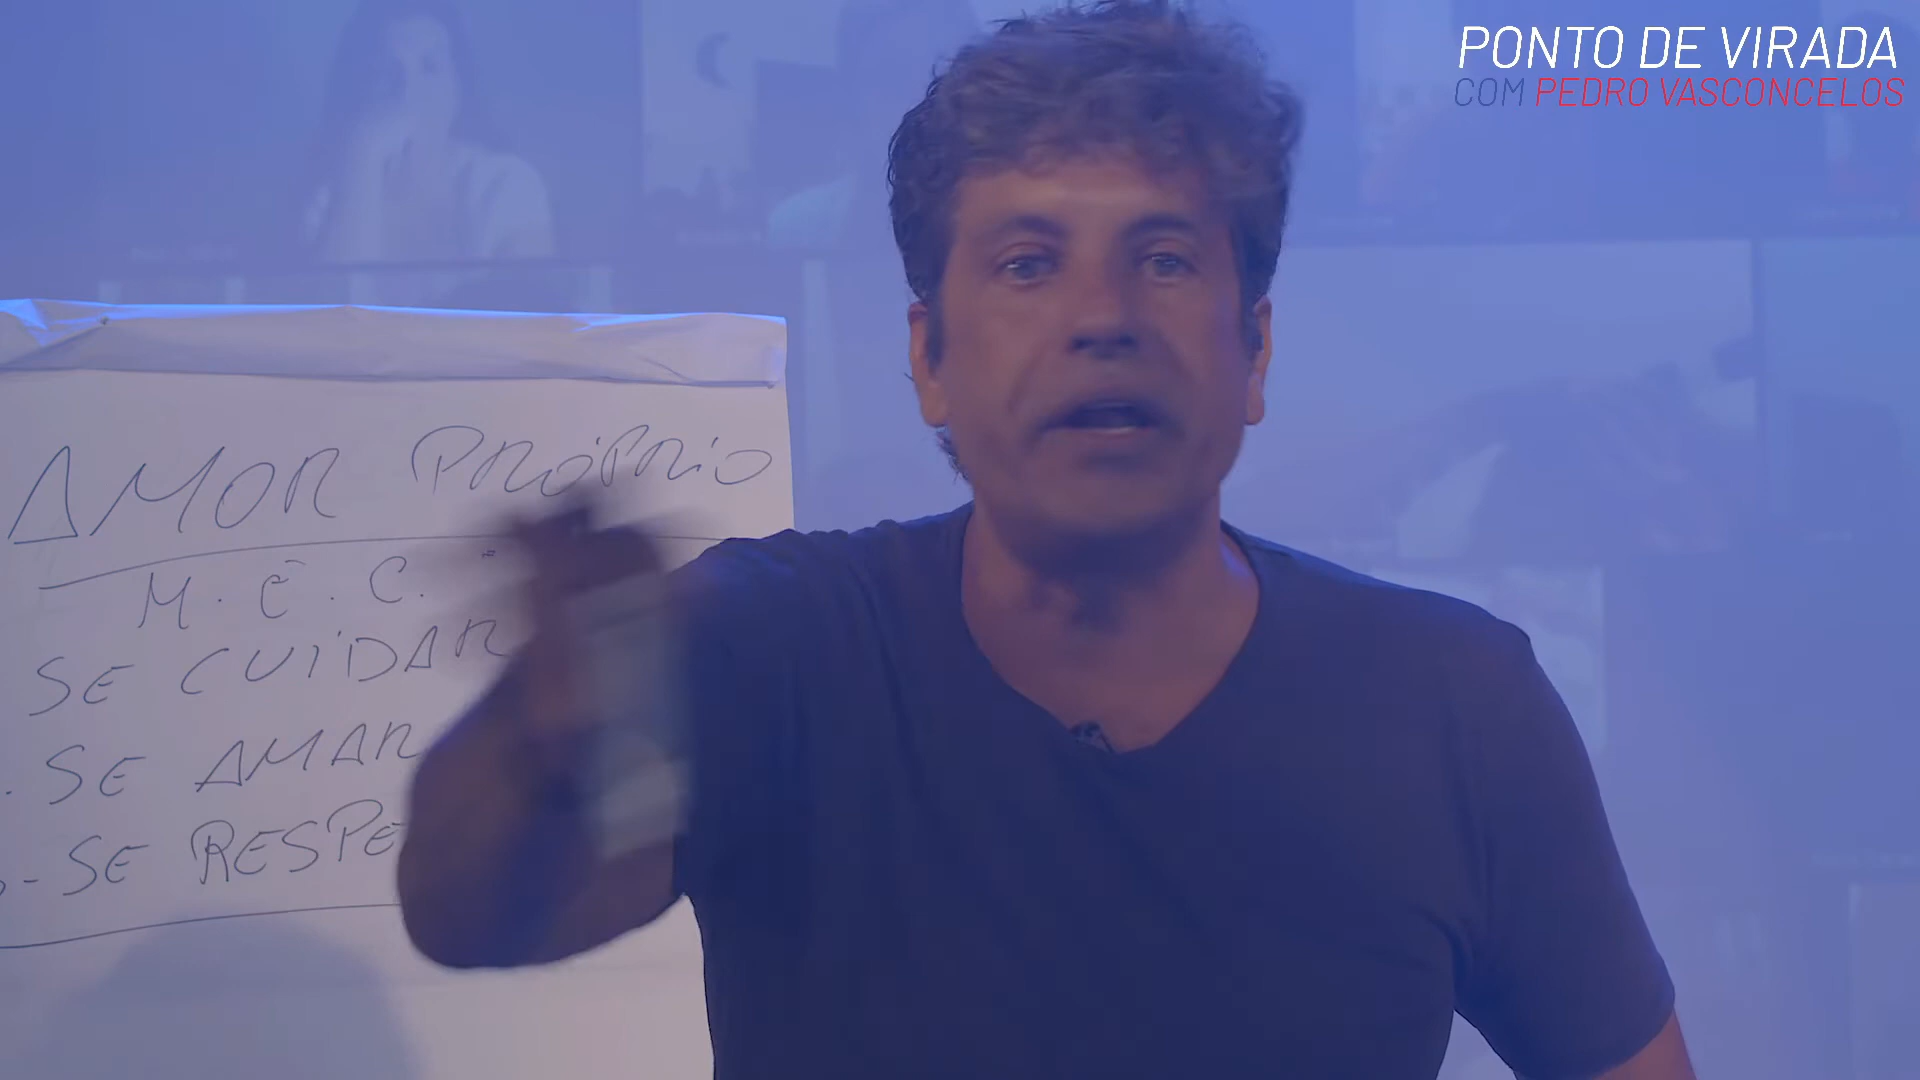 PONTO DE VIRADA
COM PEDRO VASCONCELOS
AMOR PRÓPRIO
M. E. C.
SE CUIDAR
- SE AMAR
- SE RESPE